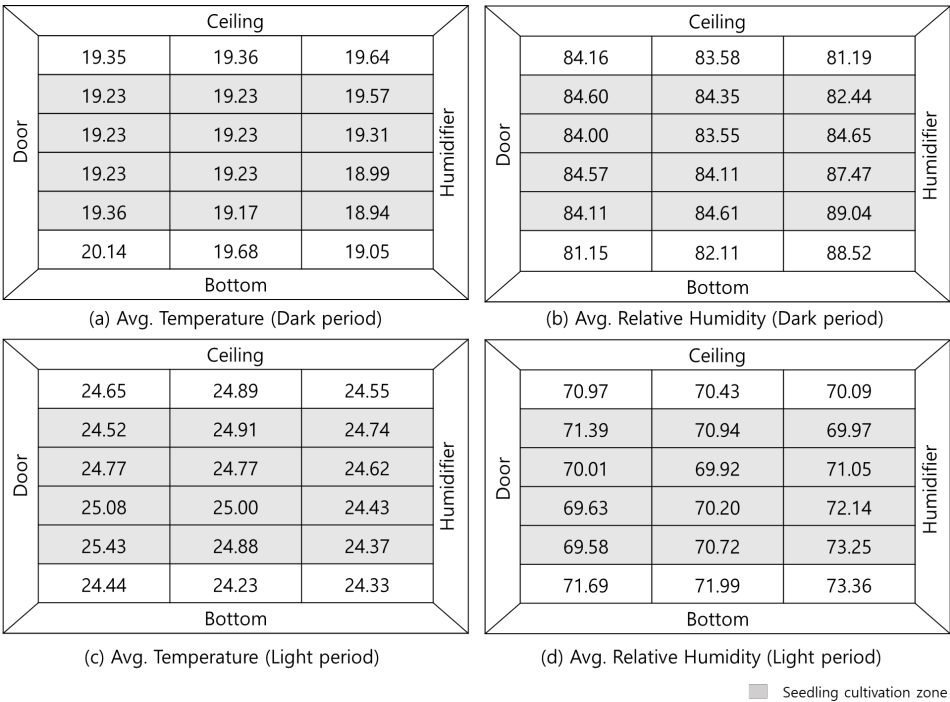 Ceiling
19.35 19.36 19.64
19.23 19.23 19.57
19.23 19.23 19.31
19.23 19.23 18.99
19.36 19.17 18.94
20.14 19.68 19.05
Door
Humidifier
Bottom
(a) Avg. Temperature (Dark period)
Ceiling
84.16 83.58 81.19
84.60 84.35 82.44
84.00 83.55 84.65
84.57 84.11 87.47
84.11 84.61 89.04
81.15 82.11 88.52
Door
Humidifier
Bottom
(b) Avg. Relative Humidity (Dark period)
Ceiling
24.65 24.89 24.55
24.52 24.91 24.74
24.77 24.77 24.62
25.08 25.00 24.43
25.43 24.88 24.37
24.44 24.23 24.33
Door
Humidifier
Bottom
(c) Avg. Temperature (Light period)
Ceiling
70.97 70.43 70.09
71.39 70.94 69.97
70.01 69.92 71.05
69.63 70.20 72.14
69.58 70.72 73.25
71.69 71.99 73.36
Door
Humidifier
Bottom
(d) Avg. Relative Humidity (Light period)
Seedling cultivation zone